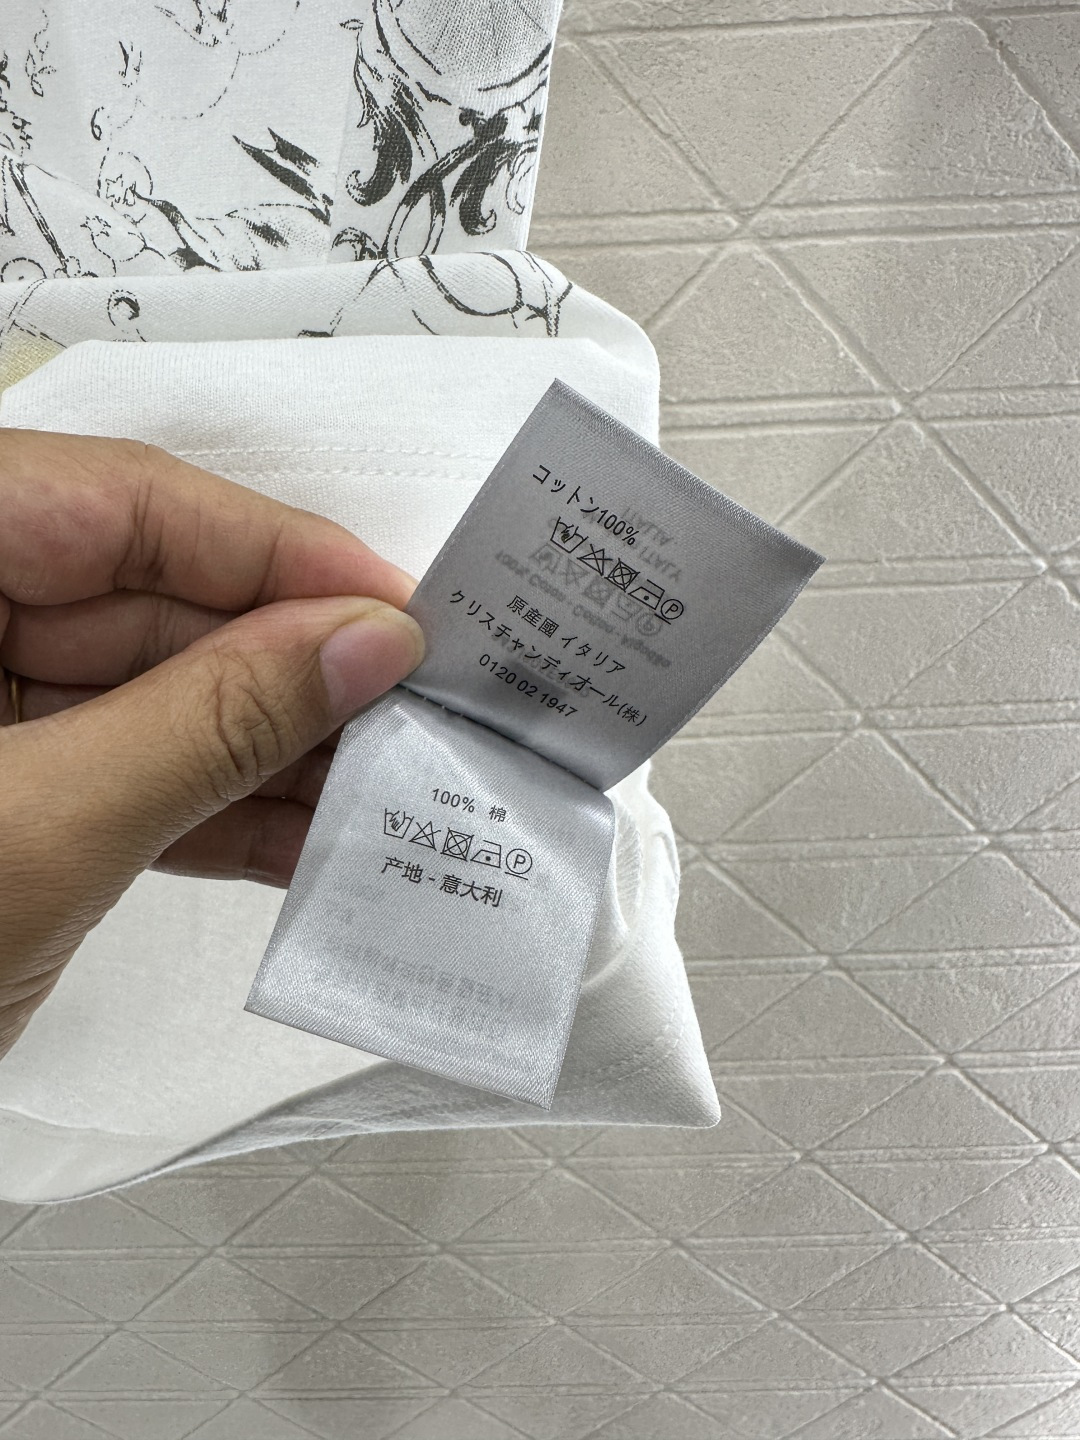 コットン100%
P
原産國 イタリア
クリスチャンディオール(株)
0120 02 1947
100% 棉
P
产地 - 意大利